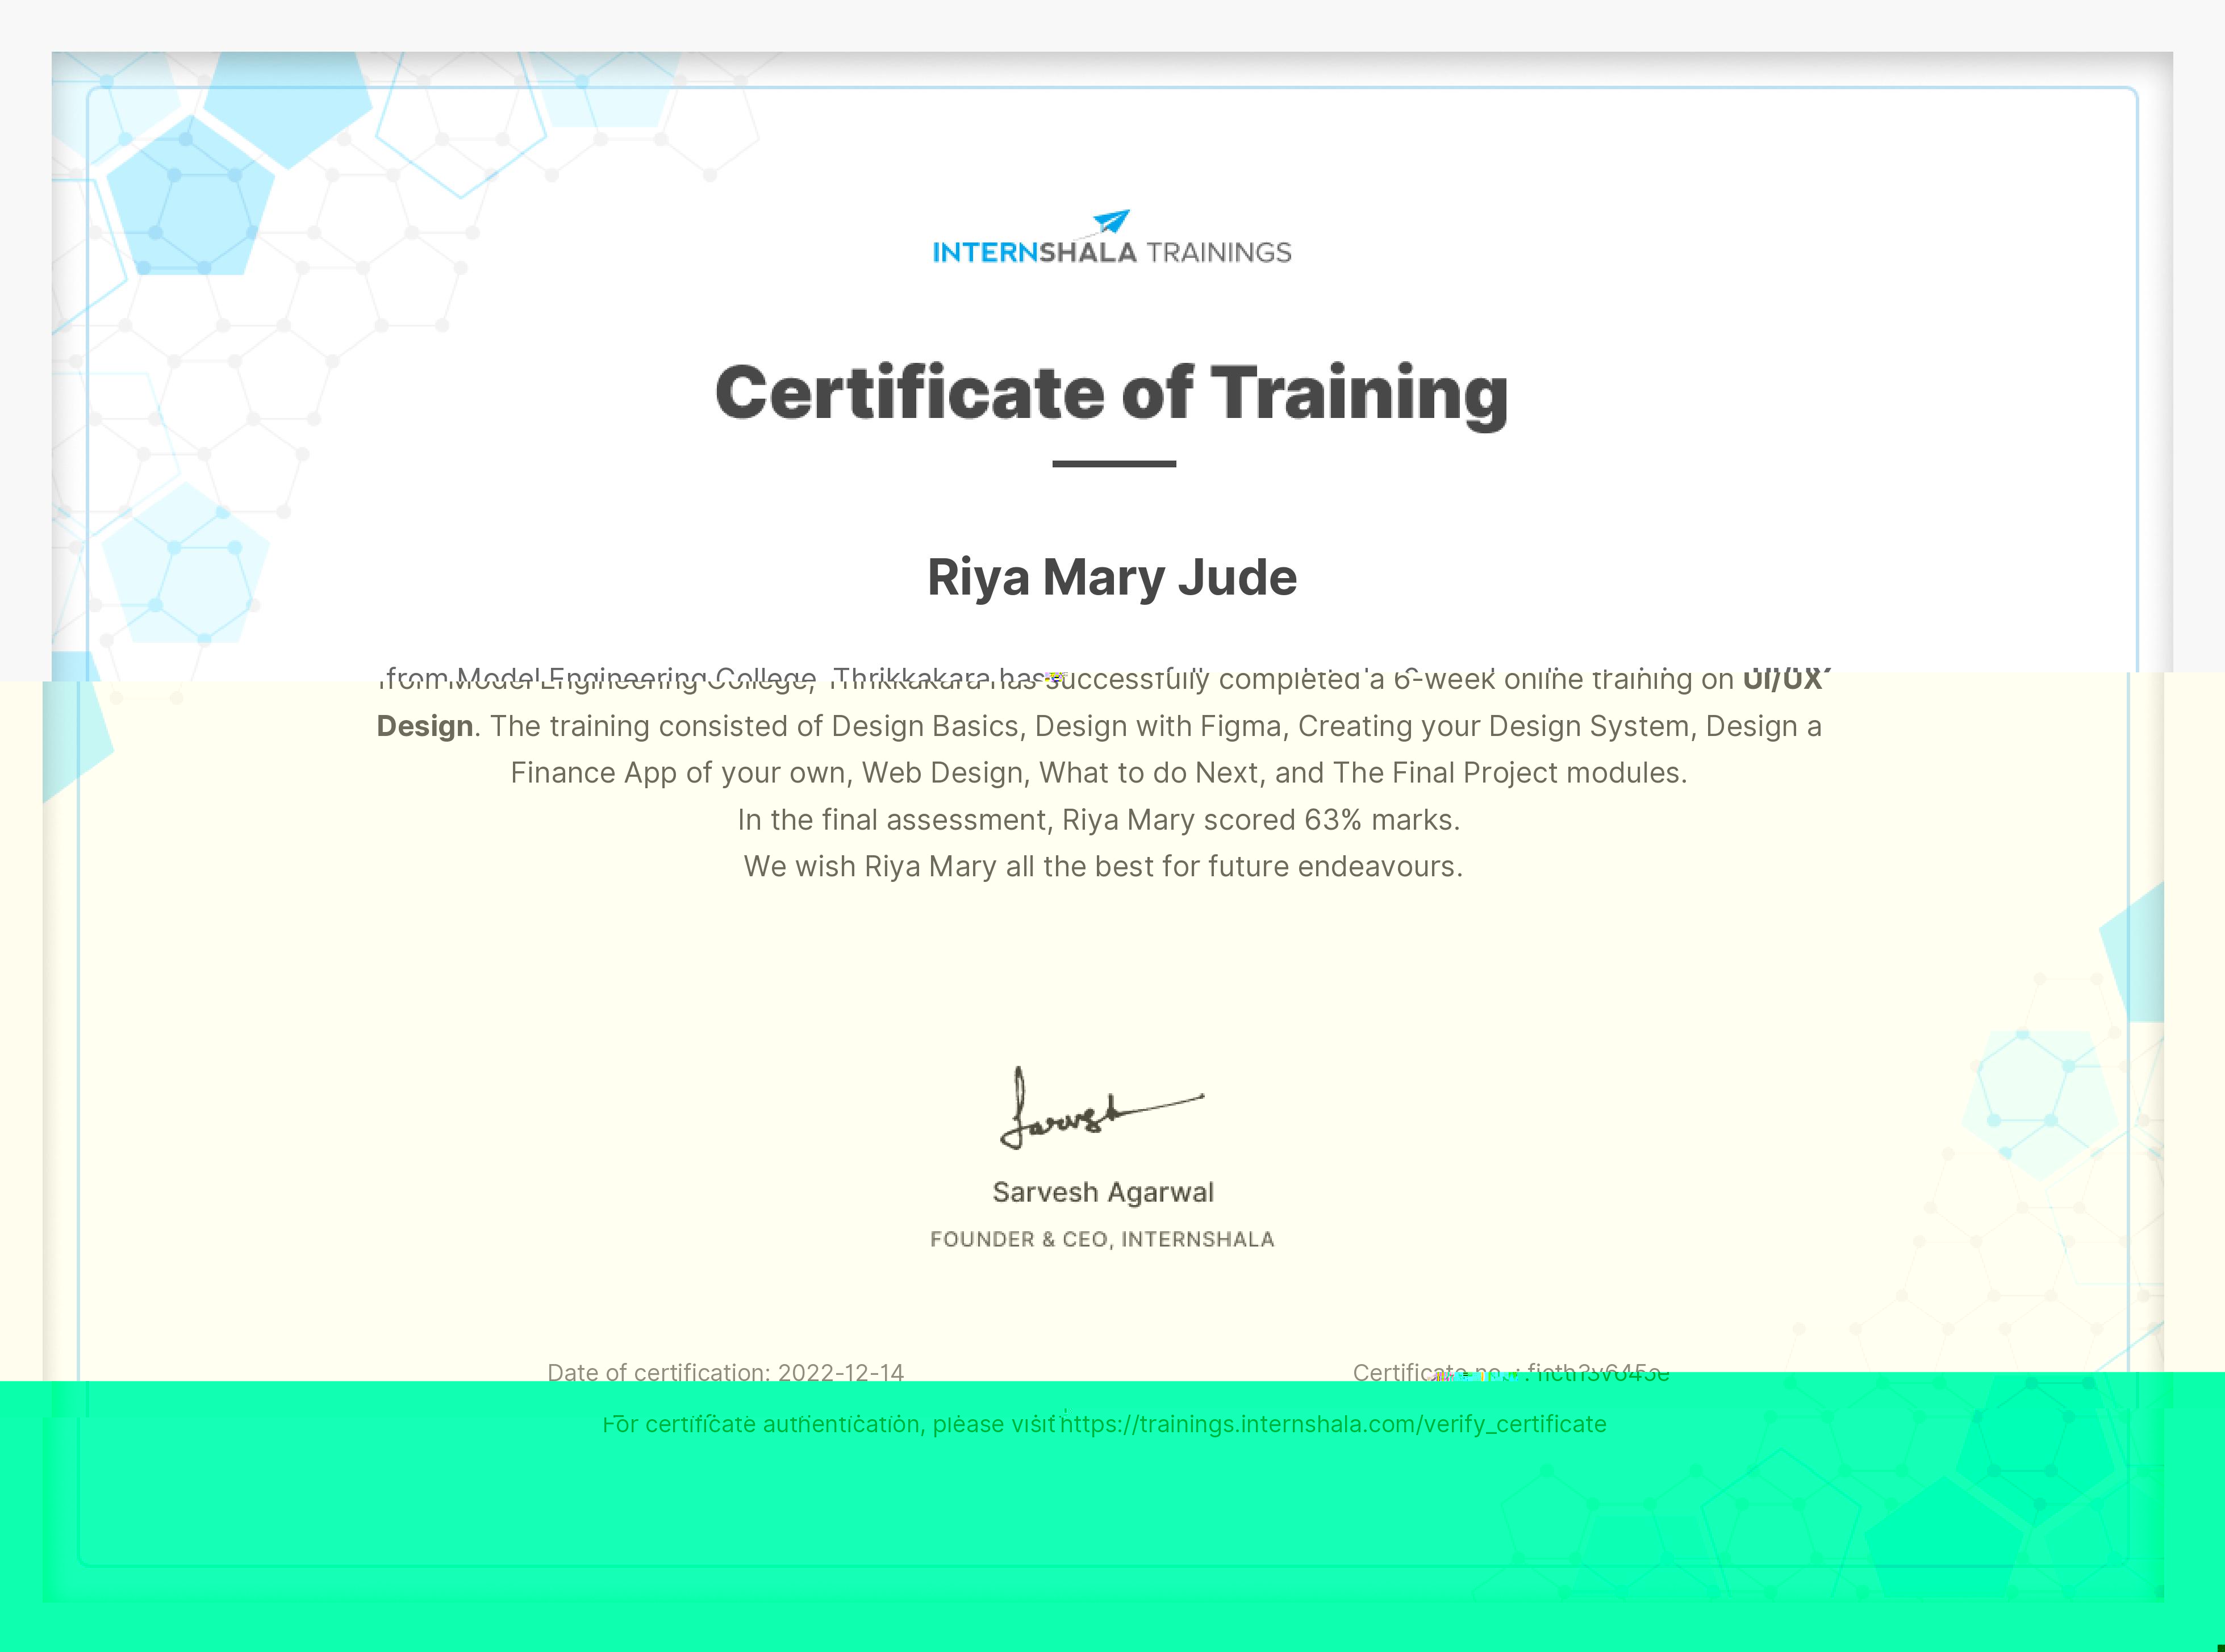 INTERNSHALA TRAININGS
Certificate of Training
Riya Mary Jude
from Model Engineering College, Thrikkakara has successfully completed a 6-week online training on UI/UX
Design. The training consisted of Design Basics, Design with Figma, Creating your Design System, Design a
Finance App of your own, Web Design, What to do Next, and The Final Project modules.
In the final assessment, Riya Mary scored 63% marks.
We wish Riya Mary all the best for future endeavours.
Sarvesh Agarwal
FOUNDER & CEO, INTERNSHALA
Date of certification: 2022-12-14
Certificate no. :
For certificate authentication, please visit https://trainings.internshala.com/verify_certificate